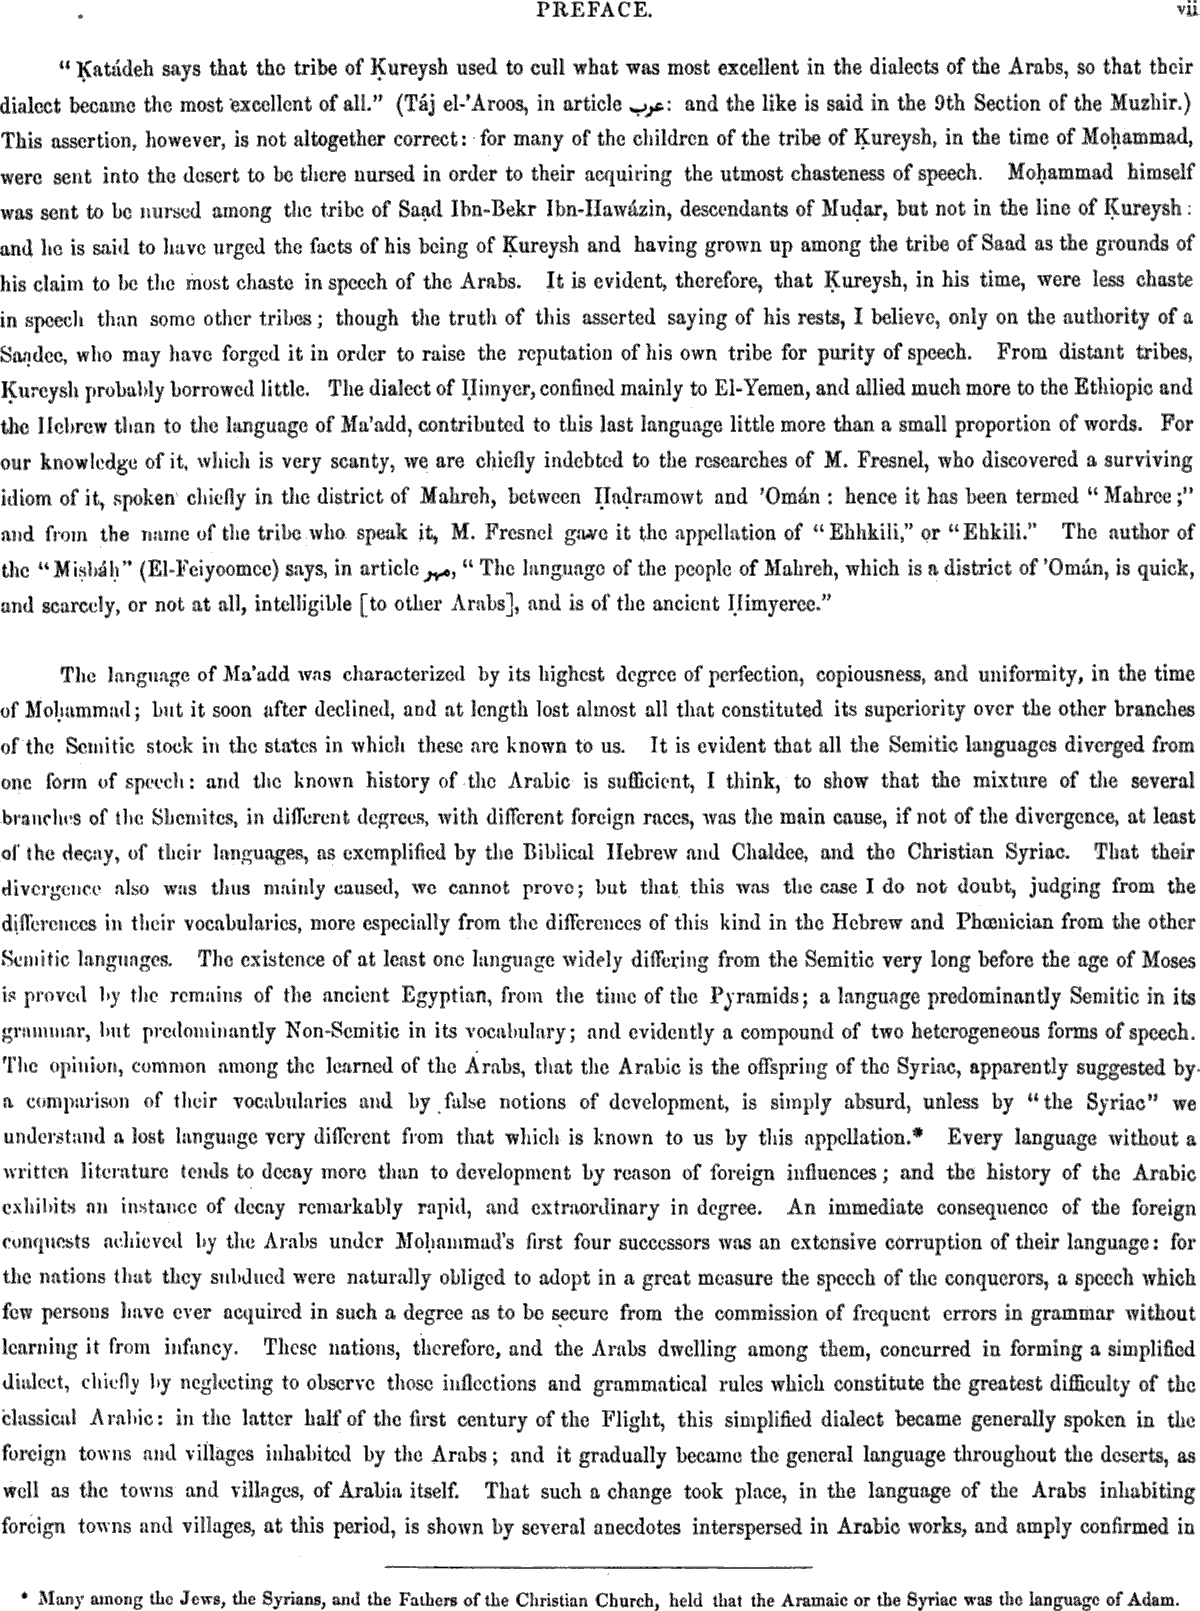 PREFACE. vii
“Ḳatádeh says that the tribe of Ḳureysh used to cull what was most excellent in the dialects of the Arabs, so that their
dialect became the most excellent of all.” (Táj el-’Aroos, in article عرب: and the like is said in the 9th Section of the Muzhir.)
This assertion, however, is not altogether correct: for many of the children of the tribe of Ḳureysh, in the time of Moḥammad,
were sent into the desert to be there nursed in order to their acquiring the utmost chasteness of speech. Moḥammad himself
was sent to be nursed among the tribe of Saạd Ibn-Bekr Ibn-Hawázin, descendants of Muḍar, but not in the line of Ḳureysh:
and he is said to have urged the facts of his being of Ḳureysh and having grown up among the tribe of Saad as the grounds of
his claim to be the most chaste in speech of the Arabs. It is evident, therefore, that Ḳureysh, in his time, were less chaste
in speech than some other tribes; though the truth of this asserted saying of his rests, I believe, only on the authority of a
Saạdee, who may have forged it in order to raise the reputation of his own tribe for purity of speech. From distant tribes,
Ḳureysh probably borrowed little. The dialect of Ḥimyer, confined mainly to El-Yemen, and allied much more to the Ethiopic and
the Hebrew than to the language of Ma’add, contributed to this last language little more than a small proportion of words. For
our knowledge of it, which is very scanty, we are chiefly indebted to the researches of M. Fresnel, who discovered a surviving
idiom of it, spoken chiefly in the district of Mahreh, between Ḥaḍramowt and ’Omán: hence it has been termed “Mahree;”
and from the name of the tribe who speak it, M. Fresnel gave it the appellation of “Ehhkili,” or “Ehkili.” The author of
the “Miṣbáḥ” (El-Feiyoomee) says, in article مهر, “The language of the people of Mahreh, which is a district of ’Omán, is quick,
and scarcely, or not at all, intelligible [to other Arabs], and is of the ancient Ḥimyeree.”
The language of Ma’add was characterized by its highest degree of perfection, copiousness, and uniformity, in the time
of Moḥammad; but it soon after declined, and at length lost almost all that constituted its superiority over the other branches
of the Semitic stock in the states in which these are known to us. It is evident that all the Semitic languages diverged from
one form of speech: and the known history of the Arabic is sufficient, I think, to show that the mixture of the several
branches of the Shemites, in different degrees, with different foreign races, was the main cause, if not of the divergence, at least
of the decay, of their languages, as exemplified by the Biblical Hebrew and Chaldee, and the Christian Syriac. That their
divergence also was thus mainly caused, we cannot prove; but that this was the case I do not doubt, judging from the
differences in their vocabularies, more especially from the differences of this kind in the Hebrew and Phœnician from the other
Semitic languages. The existence of at least one language widely differing from the Semitic very long before the age of Moses
is proved by the remains of the ancient Egyptian, from the time of the Pyramids; a language predominantly Semitic in its
grammar, but predominantly Non-Semitic in its vocabulary; and evidently a compound of two heterogeneous forms of speech.
The opinion, common among the learned of the Arabs, that the Arabic is the offspring of the Syriac, apparently suggested by
a comparison of their vocabularies and by false notions of development, is simply absurd, unless by “the Syriac” we
understand a lost language very different from that which is known to us by this appellation.* Every language without a
written literature tends to decay more than to development by reason of foreign influences; and the history of the Arabic
exhibits an instance of decay remarkably rapid, and extraordinary in degree. An immediate consequence of the foreign
conquests achieved by the Arabs under Moḥammad’s first four successors was an extensive corruption of their language: for
the nations that they subdued were naturally obliged to adopt in a great measure the speech of the conquerors, a speech which
few persons have ever acquired in such a degree as to be secure from the commission of frequent errors in grammar without
learning it from infancy. These nations, therefore, and the Arabs dwelling among them, concurred in forming a simplified
dialect, chiefly by neglecting to observe those inflections and grammatical rules which constitute the greatest difficulty of the
classical Arabic: in the latter half of the first century of the Flight, this simplified dialect became generally spoken in the
foreign towns and villages inhabited by the Arabs; and it gradually became the general language throughout the deserts, as
well as the towns and villages, of Arabia itself. That such a change took place, in the language of the Arabs inhabiting
foreign towns and villages, at this period, is shown by several anecdotes interspersed in Arabic works, and amply confirmed in
* Many among the Jews, the Syrians, and the Fathers of the Christian Church, held that the Aramaic or the Syriac was the language of Adam.